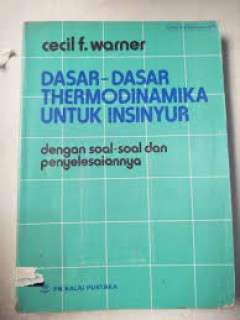 cecil f. warner
DASAR-DASAR
THERMODINAMIKA
UNTUK INSINYUR
dengan soal-soal dan
penyelesaiannya
PN BALAI PUSTAKA